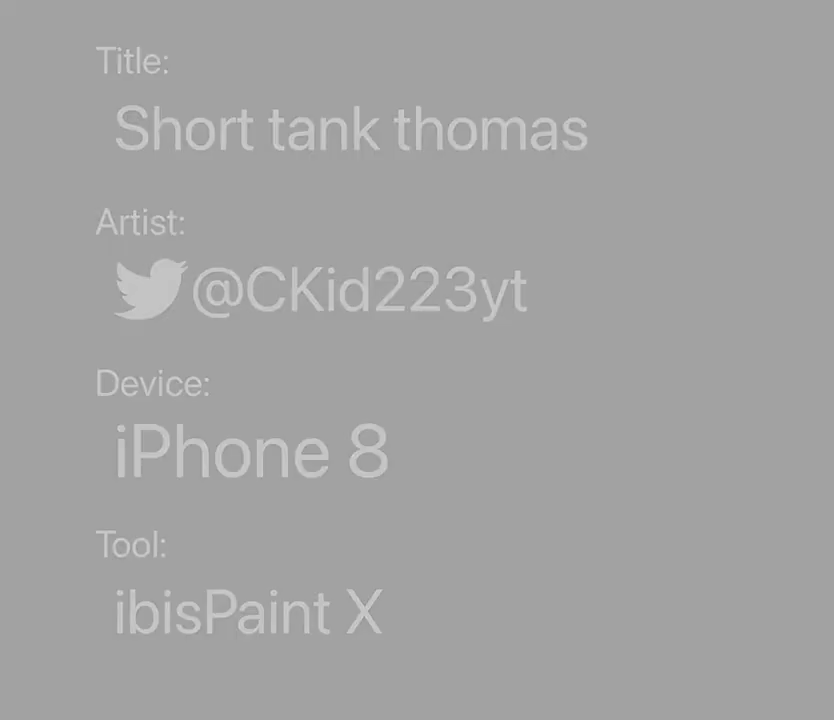 Title:
Short tank thomas
Artist:
@CKid223yt
Device:
iPhone 8
Tool:
ibisPaint X